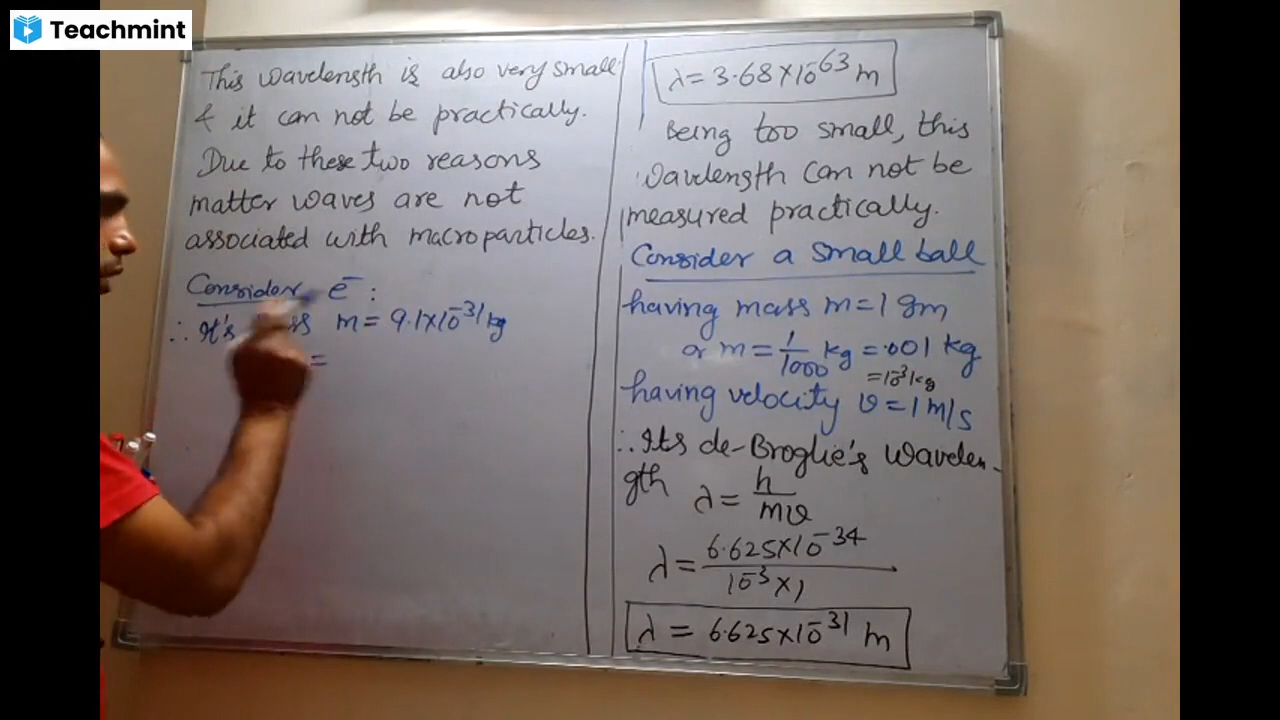 Teachmint
λ = 3.68 × 10⁻⁶³ m
Being too small, this
wavelength can not be
measured practically.
Consider a small ball
having mass m = 1 gm
or m = 1/1000 kg = .001 kg
= 10⁻³ kg
having velocity v = 1 m/s
∴ Its de-Broglie's wavelen-
gth λ = h/mv
λ = 6.625 × 10⁻³⁴ / 10⁻³ × 1
λ = 6.625 × 10⁻³¹ m
This wavelength is also very small
& it can not be practically.
Due to these two reasons
matter waves are not
associated with macroparticles.
Consider e⁻ :
∴ It's m = 9.1 × 10⁻³¹ kg
=